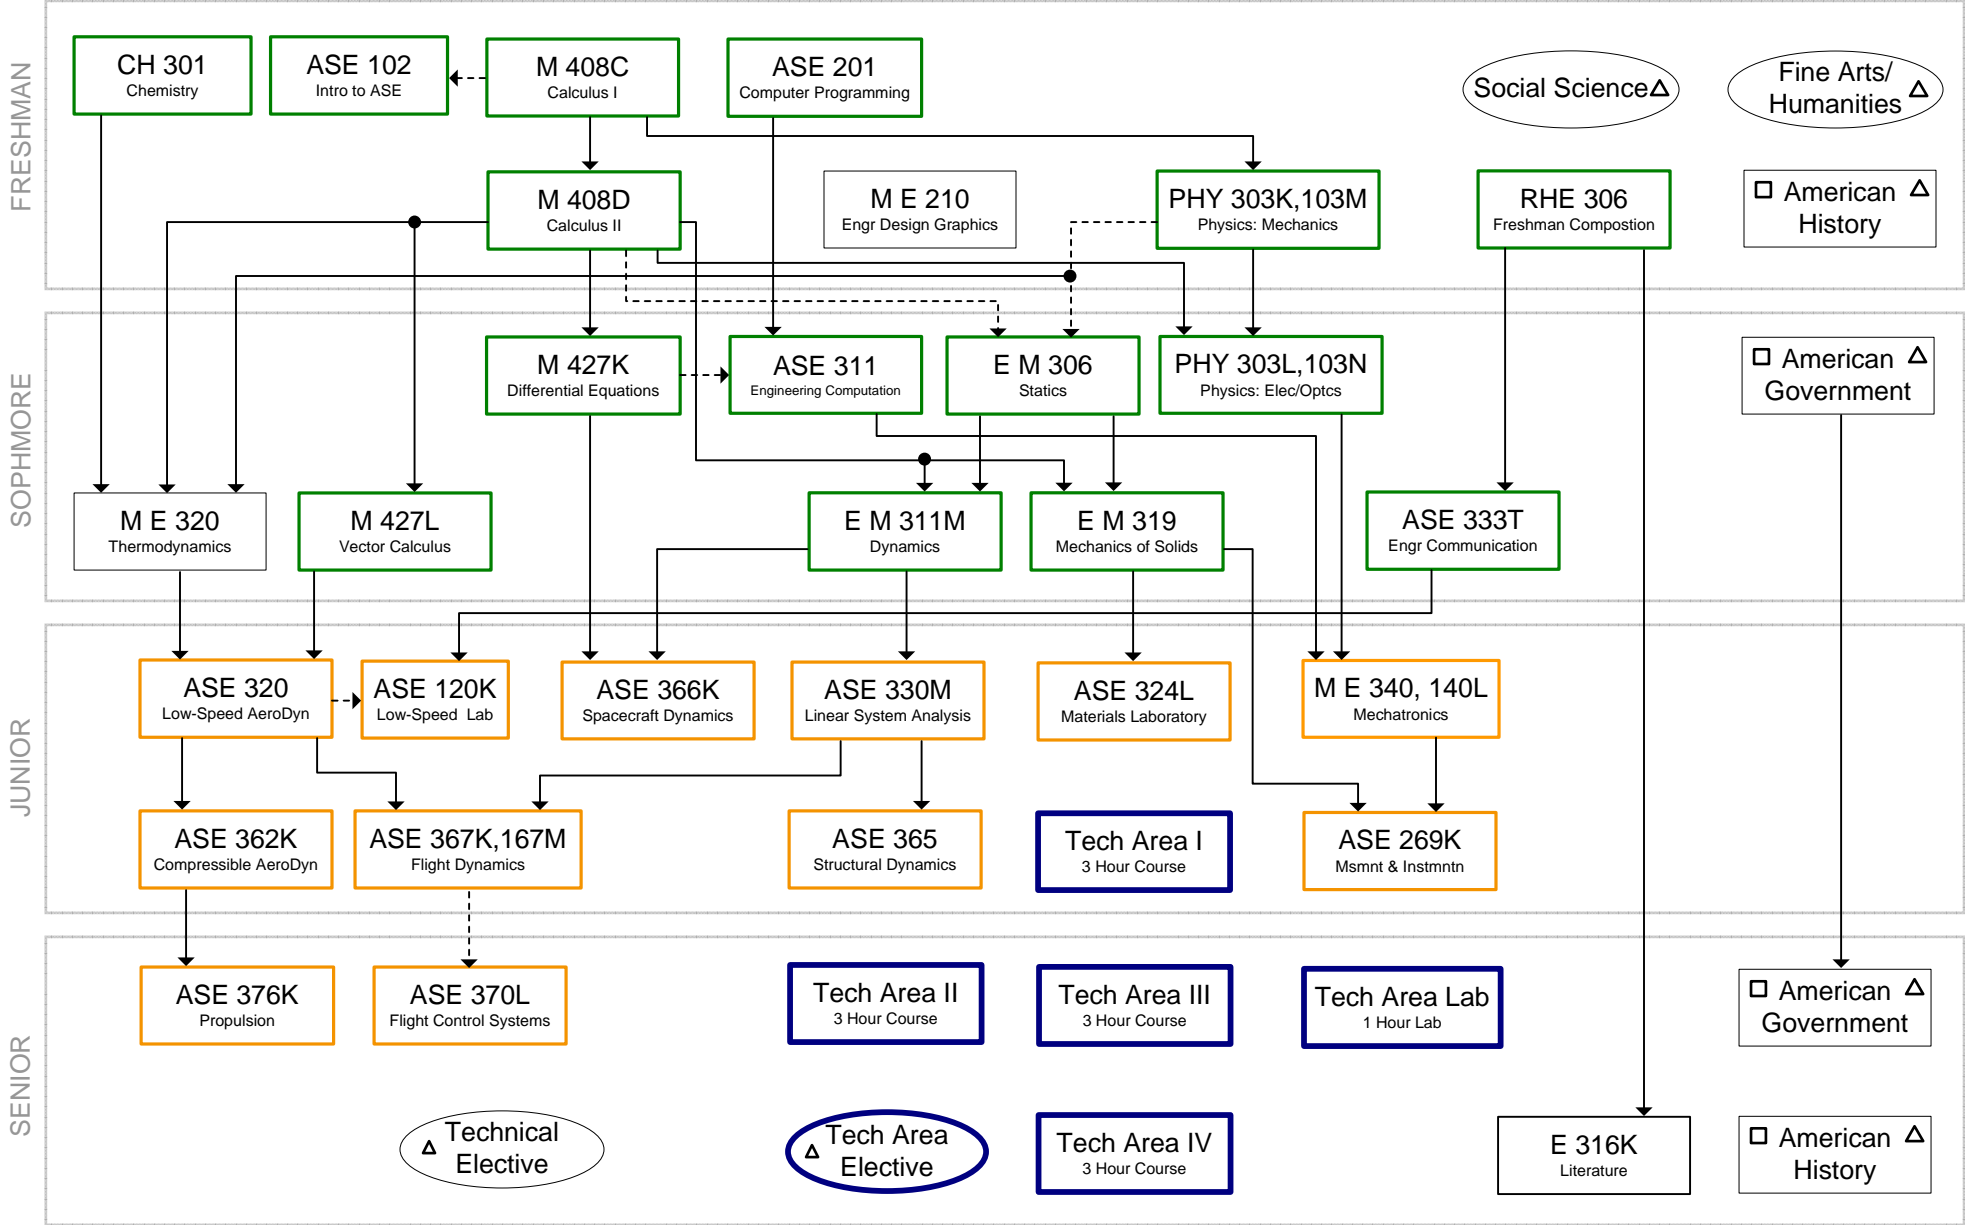 FRESHMAN
CH 301
Chemistry
ASE 102
Intro to ASE
M 408C
Calculus I
ASE 201
Computer Programming
Social Science
Fine Arts/
Humanities
M 408D
Calculus II
M E 210
Engr Design Graphics
PHY 303K,103M
Physics: Mechanics
RHE 306
Freshman Compostion
American
History
SOPHMORE
M 427K
Differential Equations
ASE 311
Engineering Computation
E M 306
Statics
PHY 303L,103N
Physics: Elec/Optcs
American
Government
M E 320
Thermodynamics
M 427L
Vector Calculus
E M 311M
Dynamics
E M 319
Mechanics of Solids
ASE 333T
Engr Communication
JUNIOR
ASE 320
Low-Speed AeroDyn
ASE 120K
Low-Speed Lab
ASE 366K
Spacecraft Dynamics
ASE 330M
Linear System Analysis
ASE 324L
Materials Laboratory
M E 340, 140L
Mechatronics
ASE 362K
Compressible AeroDyn
ASE 367K,167M
Flight Dynamics
ASE 365
Structural Dynamics
Tech Area I
3 Hour Course
ASE 269K
Msmnt & Instmntn
SENIOR
ASE 376K
Propulsion
ASE 370L
Flight Control Systems
Tech Area II
3 Hour Course
Tech Area III
3 Hour Course
Tech Area Lab
1 Hour Lab
American
Government
Technical
Elective
Tech Area
Elective
Tech Area IV
3 Hour Course
E 316K
Literature
American
History